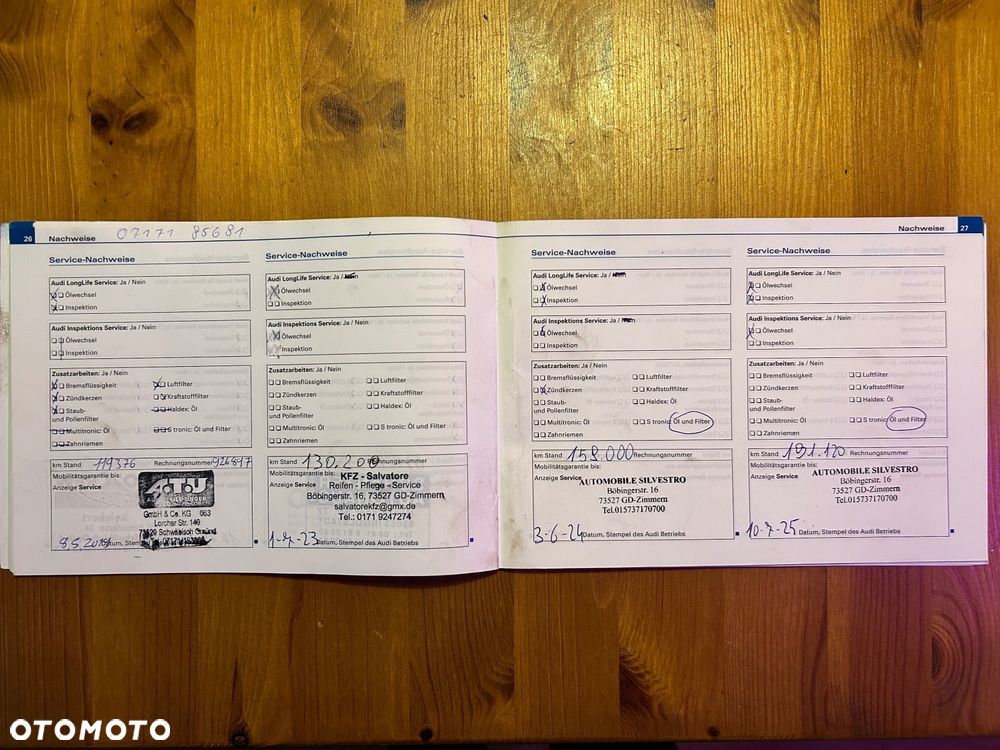 26 Nachweise 07171 85681
Service-Nachweise
Audi LongLife Service: Ja / Nein
Ölwechsel
Inspektion
Audi Inspektions Service: Ja / Nein
Ölwechsel
Inspektion
Zusatzarbeiten: Ja / Nein
Bremsflüssigkeit Luftfilter
Zündkerzen Kraftstofffilter
Staub- Haldex: Öl
und Pollenfilter
Multitronic: Öl S tronic: Öl und Filter
Zahnriemen
km Stand 119376 Rechnungsnummer 926897
Mobilitätsgarantie bis:
Anzeige Service
A.T.U
GmbH & Co. KG 063
Lorcher Str. 149
Schwäbisch Gmünd
8.5. Datum, Stem
Service-Nachweise
Audi LongLife Service: Ja /
Ölwechsel
Inspektion
Audi Inspektions Service: Ja / Nein
Ölwechsel
Inspektion
Zusatzarbeiten: Ja / Nein
Bremsflüssigkeit Luftfilter
Zündkerzen Kraftstofffilter
Staub- Haldex: Öl
und Pollenfilter
Multitronic: Öl S tronic: Öl und Filter
Zahnriemen
km Stand 130.200 Rechnungsnummer
Mobilitätsgarantie bis:
Anzeige Service
KFZ - Salvatore
Reifen - Pflege - Service
Böbingerstr. 16, 73527 GD-Zimmern
salvatorekfz@gmx.de
Tel.: 0171 9247274
1-7-23 Datum, Stempel des Audi Betriebs
Nachweise 27
Service-Nachweise
Audi LongLife Service: Ja /
Ölwechsel
Inspektion
Audi Inspektions Service: Ja /
Ölwechsel
Inspektion
Zusatzarbeiten: Ja / Nein
Bremsflüssigkeit Luftfilter
Zündkerzen Kraftstofffilter
Staub- Haldex: Öl
und Pollenfilter
Multitronic: Öl S tronic: Öl und Filter
Zahnriemen
km Stand 158.000 Rechnungsnummer
Mobilitätsgarantie bis:
Anzeige Service
AUTOMOBILE SILVESTRO
Böbingerstr. 16
73527 GD-Zimmern
Tel.015737170700
3-6-24 Datum, Stempel des Audi Betriebs
Service-Nachweise
Audi LongLife Service: Ja / Nein
Ölwechsel
Inspektion
Audi Inspektions Service: Ja / Nein
Ölwechsel
Inspektion
Zusatzarbeiten: Ja / Nein
Bremsflüssigkeit Luftfilter
Zündkerzen Kraftstofffilter
Staub- Haldex: Öl
und Pollenfilter
Multitronic: Öl S tronic: Öl und Filter
Zahnriemen
km Stand 191.120 Rechnungsnummer
Mobilitätsgarantie bis:
Anzeige Service
AUTOMOBILE SILVESTRO
Böbingerstr. 16
73527 GD-Zimmern
Tel.015737170700
10-7-25 Datum, Stempel des Audi Betriebs
OTOMOTO